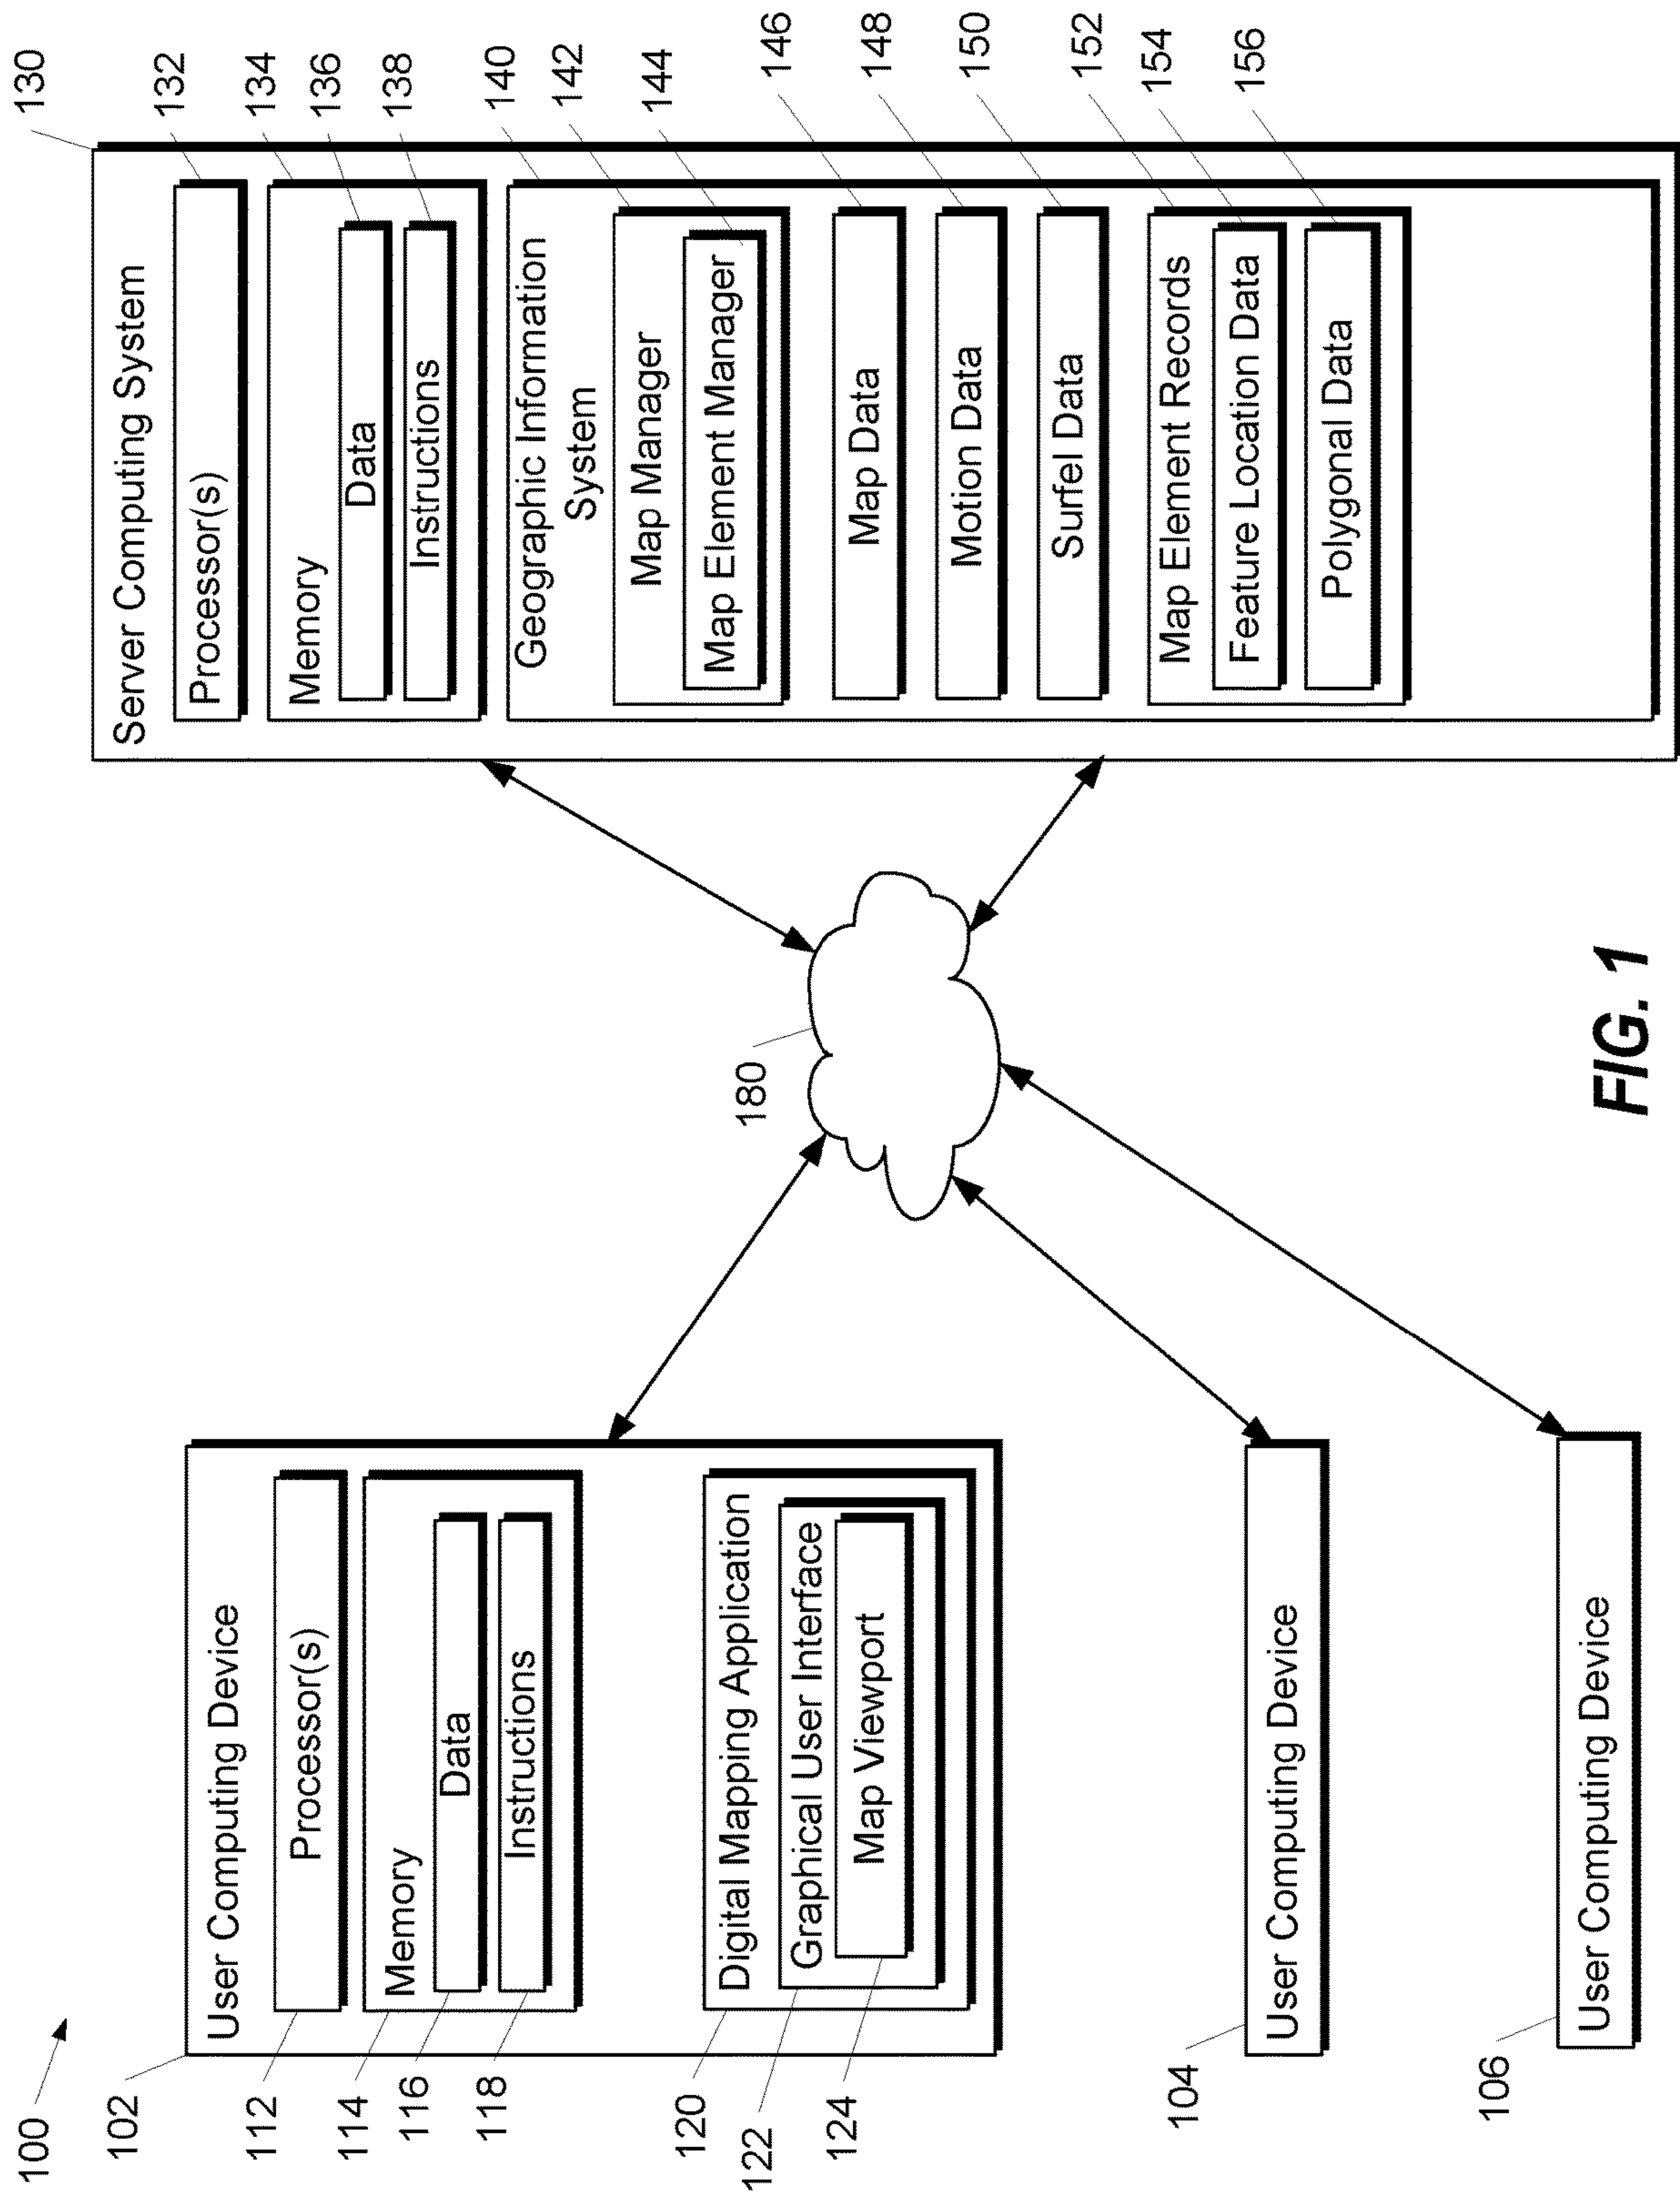 100
102
User Computing Device
112
Processor(s)
114
Memory
116
Data
118
Instructions
120
Digital Mapping Application
122
Graphical User Interface
124
Map Viewport
104
User Computing Device
106
User Computing Device
180
130
Server Computing System
132
Processor(s)
134
Memory
136
Data
138
Instructions
140
Geographic Information
System
142
Map Manager
144
Map Element Manager
146
Map Data
148
Motion Data
150
Surfel Data
152
Map Element Records
154
Feature Location Data
156
Polygonal Data
FIG. 1